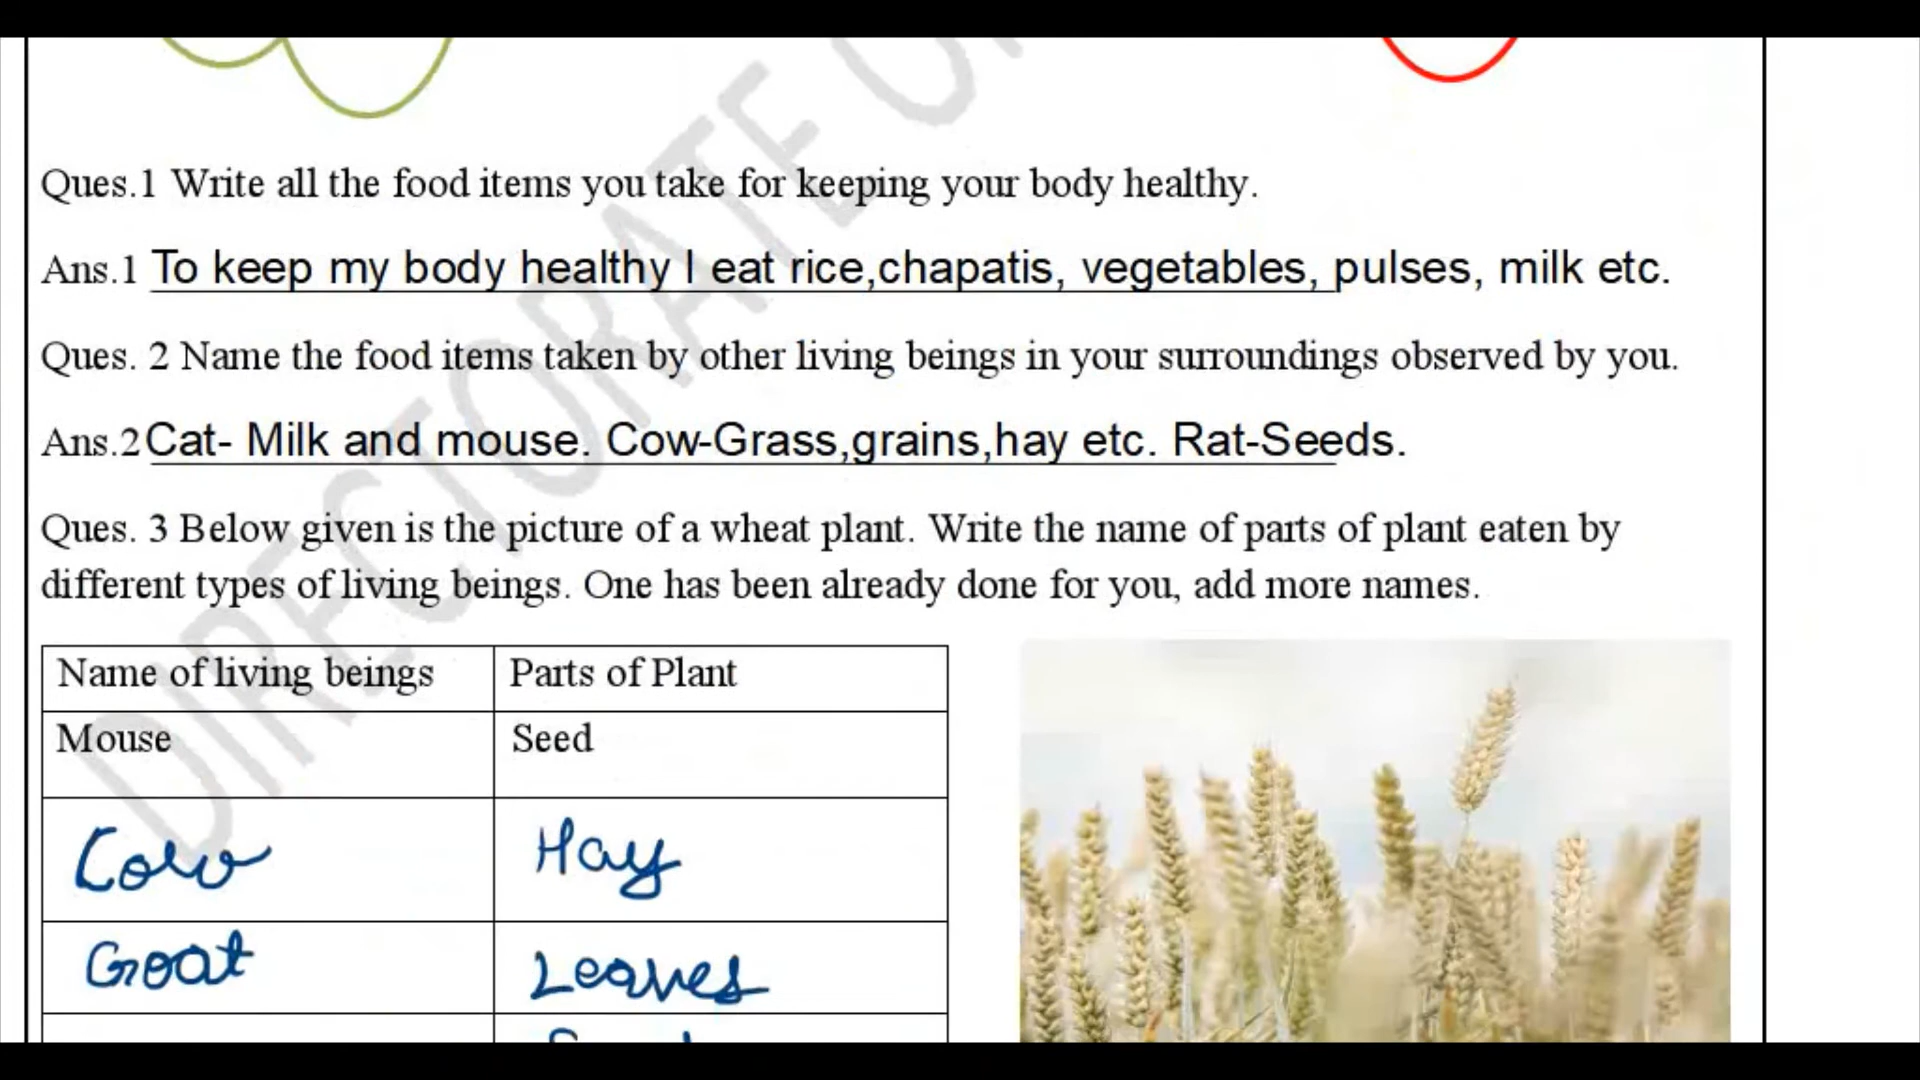 DIRECTORATE O
Ques.1 Write all the food items you take for keeping your body healthy.
Ans.1 To keep my body healthy I eat rice,chapatis, vegetables, pulses, milk etc.
Ques. 2 Name the food items taken by other living beings in your surroundings observed by you.
Ans.2 Cat- Milk and mouse. Cow-Grass,grains,hay etc. Rat-Seeds.
Ques. 3 Below given is the picture of a wheat plant. Write the name of parts of plant eaten by
different types of living beings. One has been already done for you, add more names.
Name of living beings Parts of Plant
Mouse Seed
Cow Hay
Goat Leaves